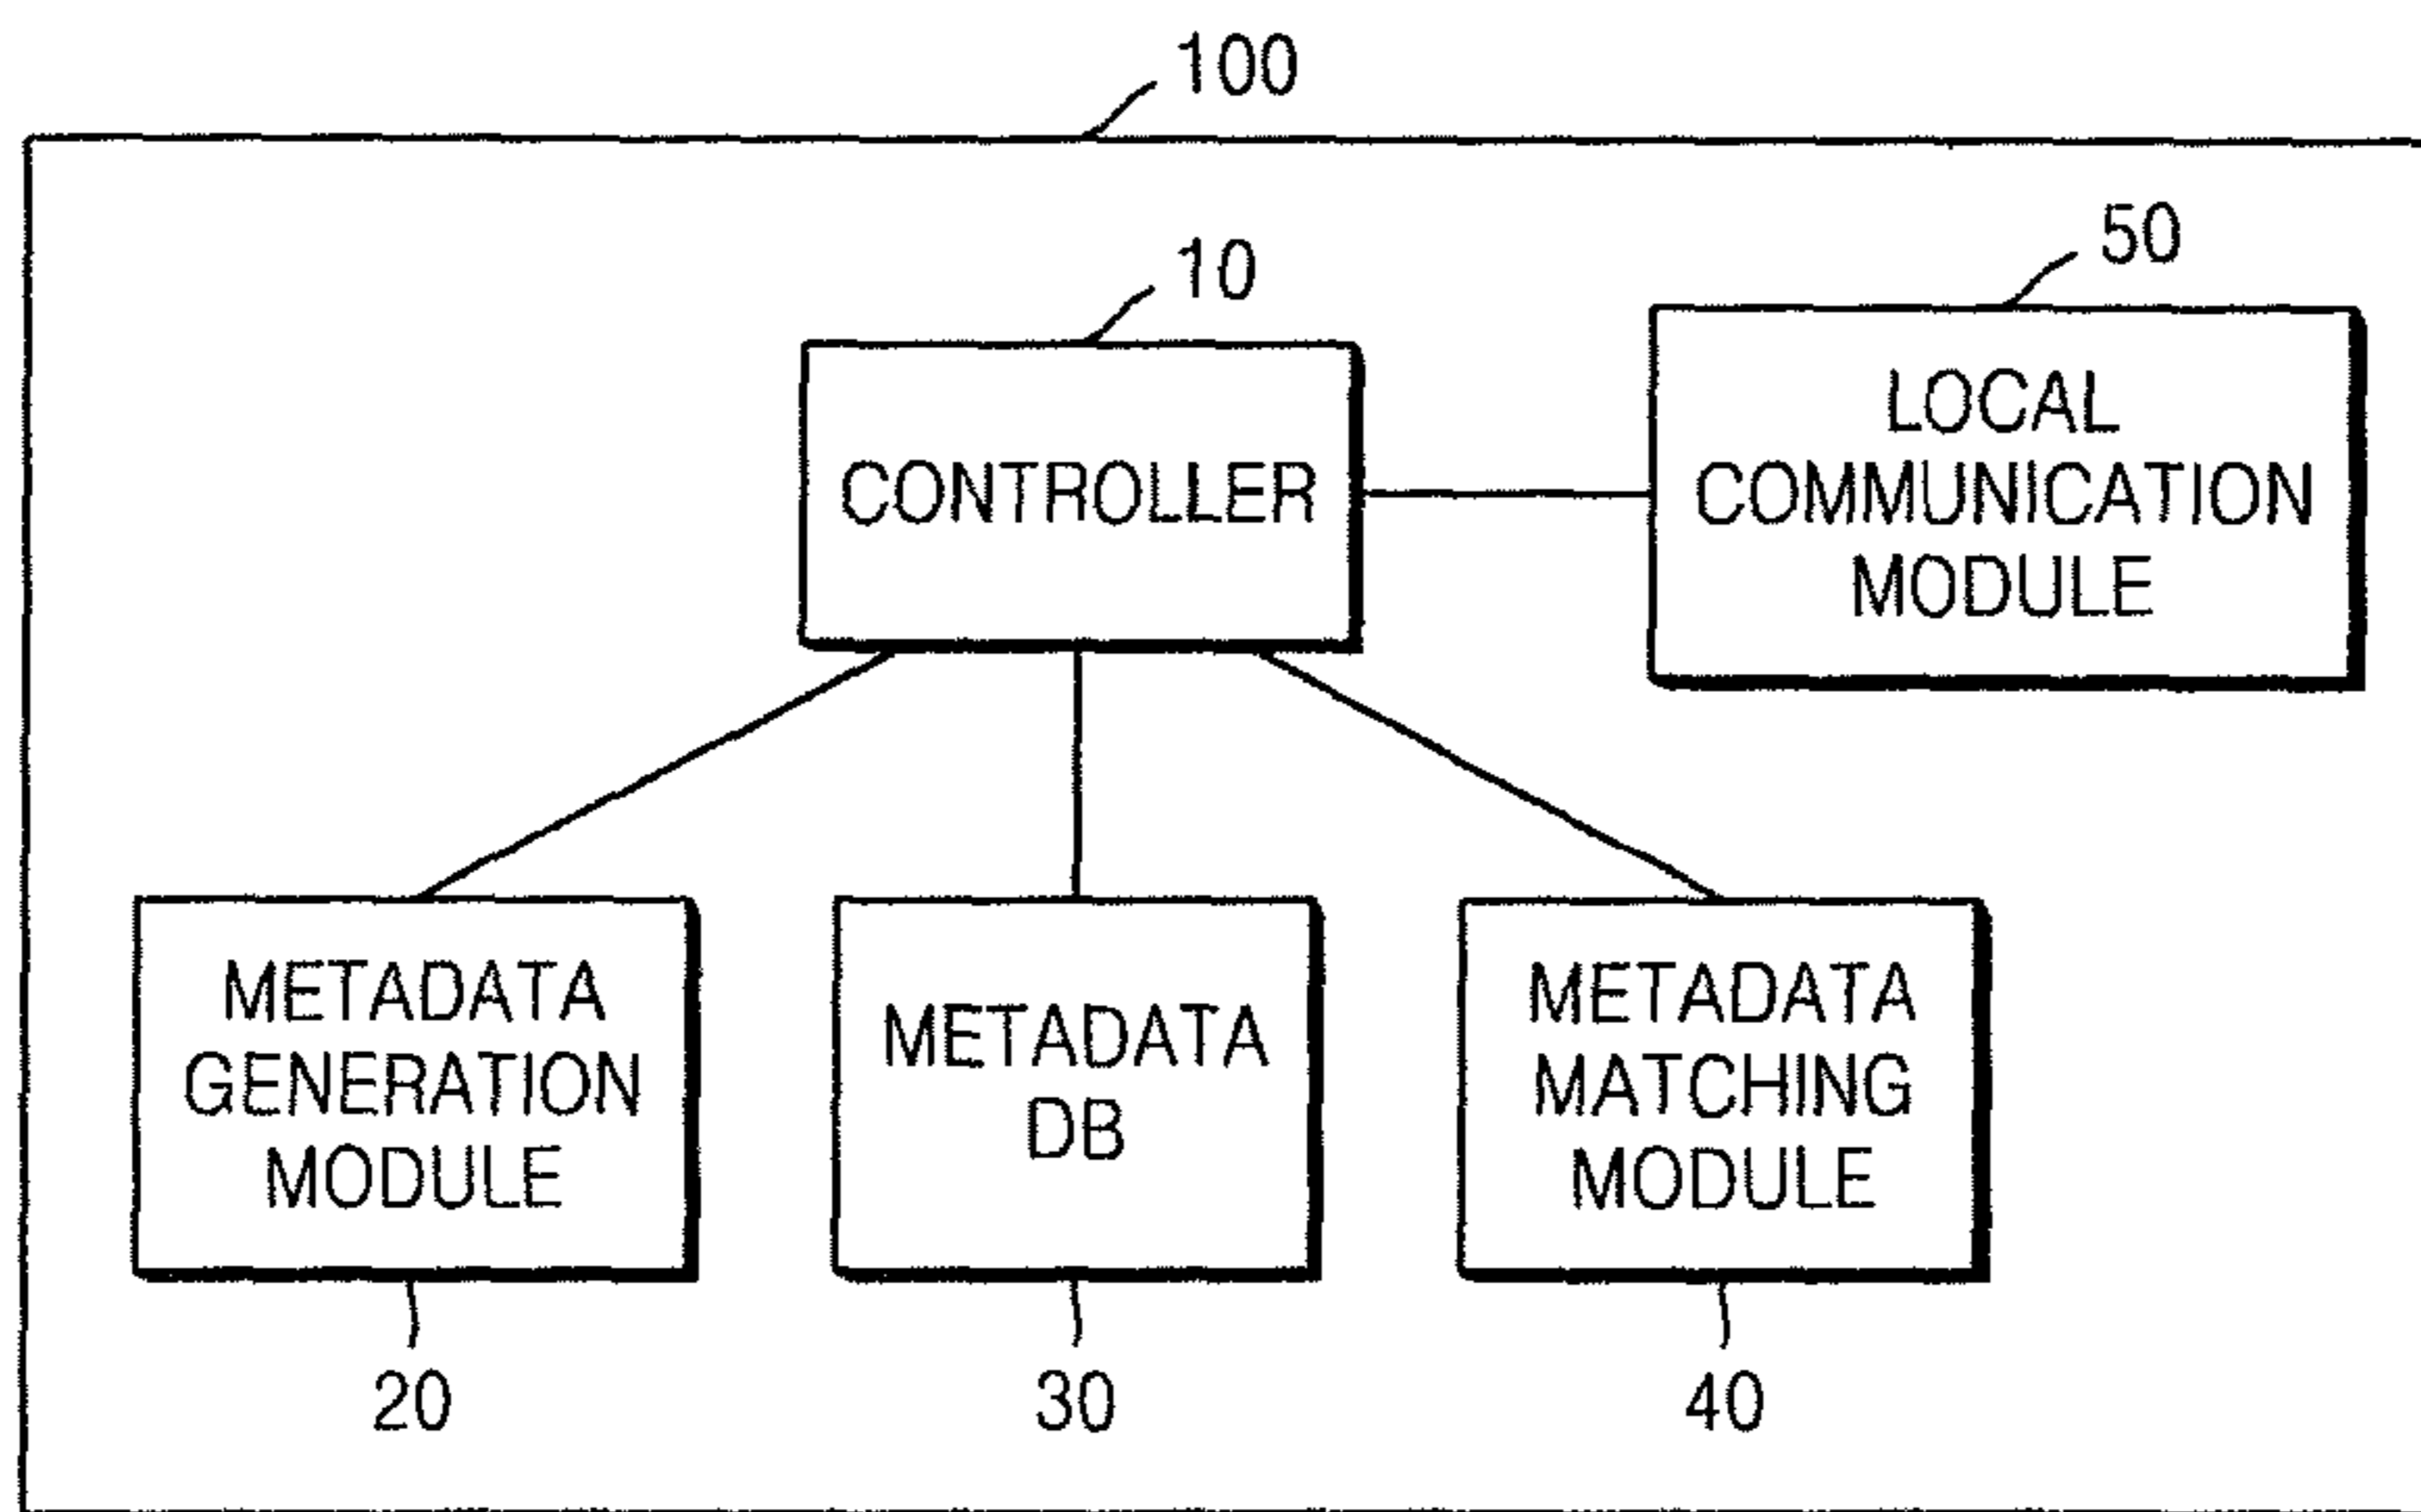 100
10
50
CONTROLLER
LOCAL
COMMUNICATION
MODULE
METADATA
GENERATION
MODULE
METADATA
DB
METADATA
MATCHING
MODULE
20
30
40